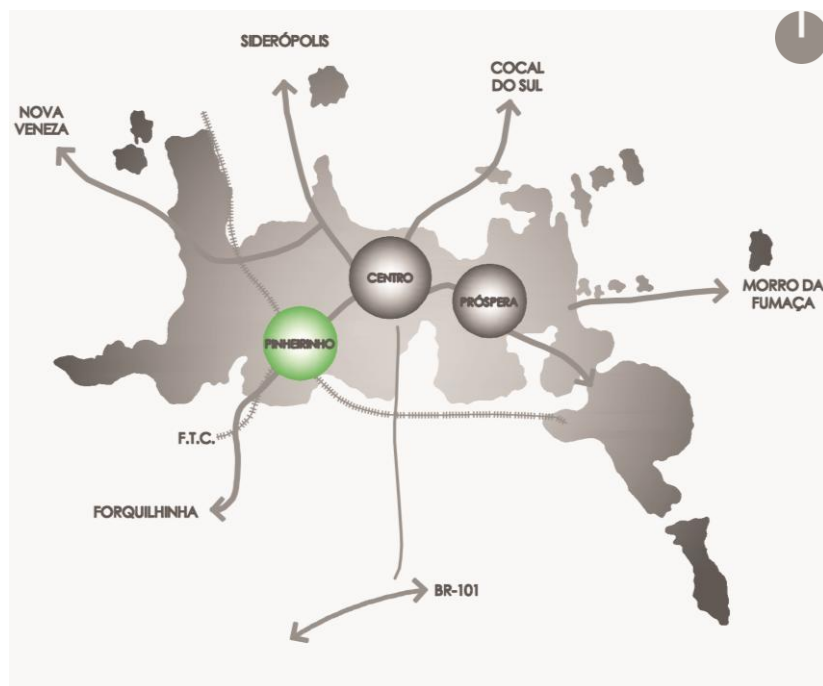 SIDERÓPOLIS
COCAL
DO SUL
NOVA
VENEZA
CENTRO
PRÓSPERA
MORRO DA
FUMAÇA
PINHEIRINHO
F.T.C.
FORQUILHINHA
BR-101